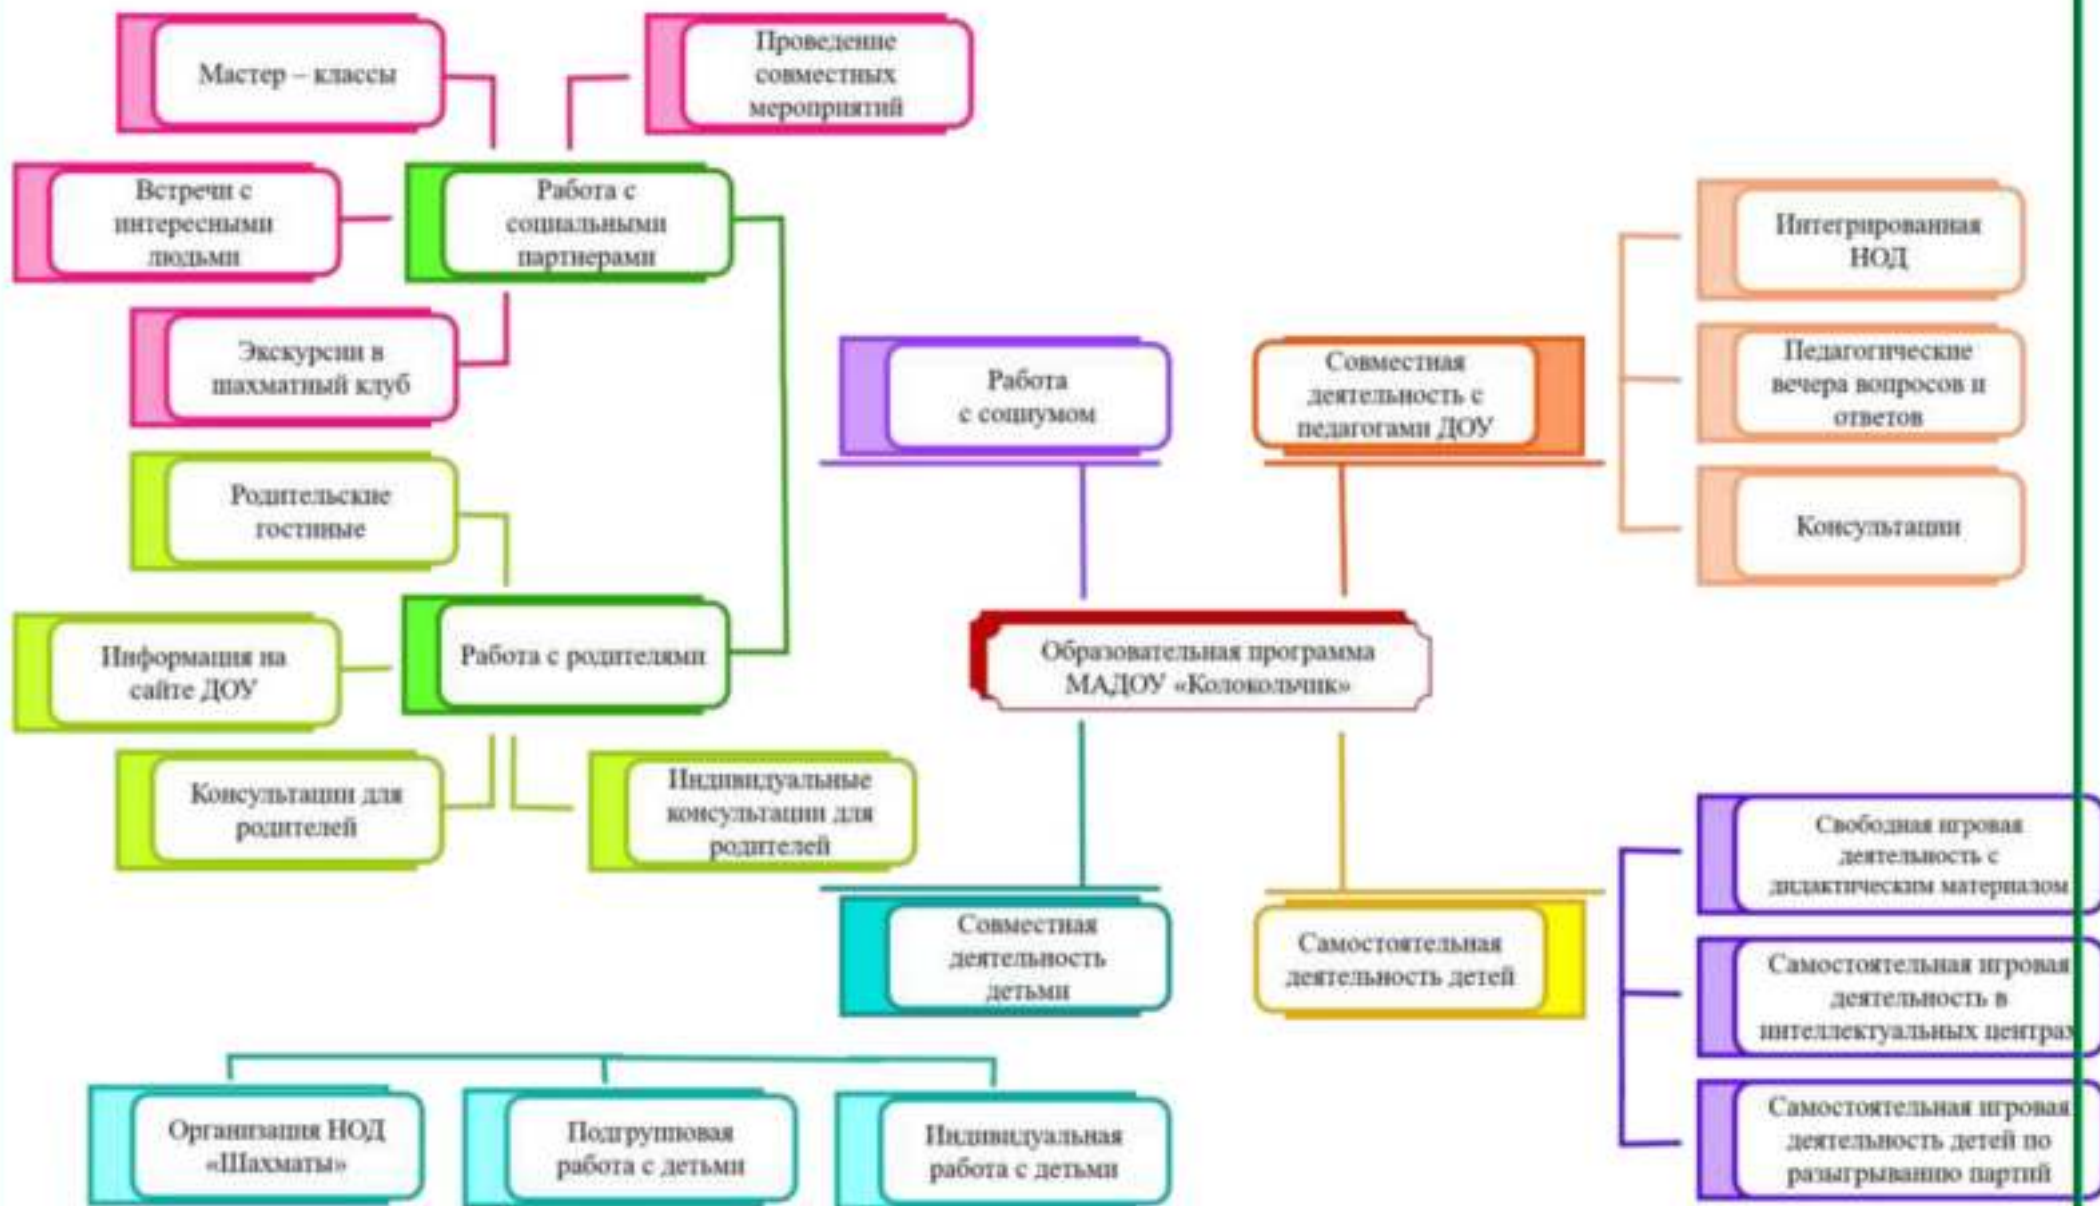 Мастер – классы
Проведение
совместных
мероприятий
Встречи с
интересными
людьми
Работа с
социальными
партнерами
Экскурсии в
шахматный клуб
Родительские
гостиные
Информация на
сайте ДОУ
Работа с родителями
Консультации для
родителей
Индивидуальные
консультации для
родителей
Работа
с социумом
Совместная
деятельность с
педагогами ДОУ
Интегрированная
НОД
Педагогические
вечера вопросов и
ответов
Консультации
Образовательная программа
МАДОУ «Колокольчик»
Совместная
деятельность
детьми
Самостоятельная
деятельность детей
Свободная игровая
деятельность с
дидактическим материалом
Самостоятельная игровая
деятельность в
интеллектуальных центрах
Самостоятельная игровая
деятельность детей по
разыгрыванию партий
Организация НОД
«Шахматы»
Подгрупповая
работа с детьми
Индивидуальная
работа с детьми